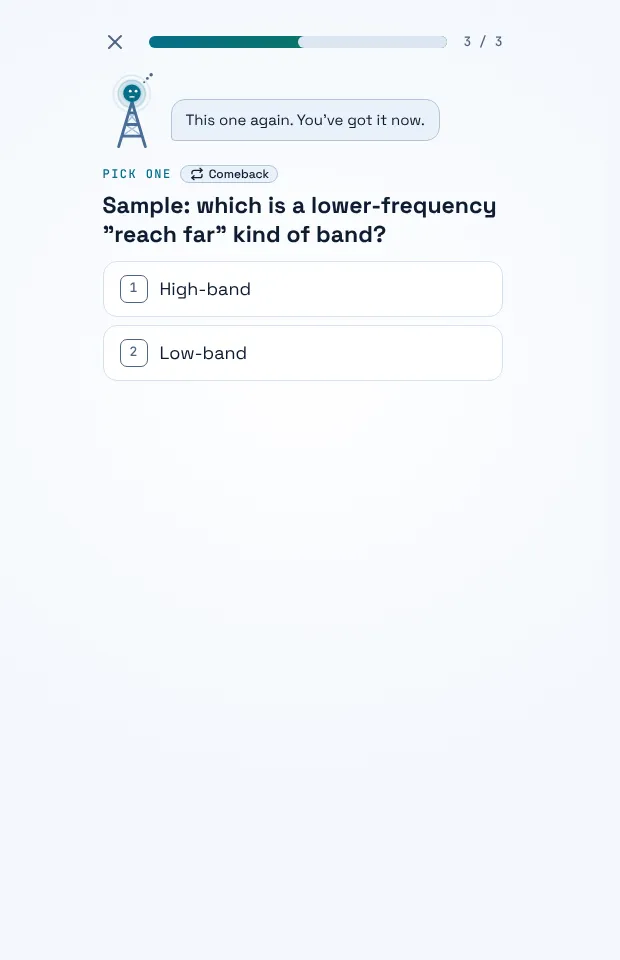 3 / 3
This one again. You’ve got it now.
PICK ONE
Comeback
Sample: which is a lower-frequency
”reach far” kind of band?
1 High-band
2 Low-band